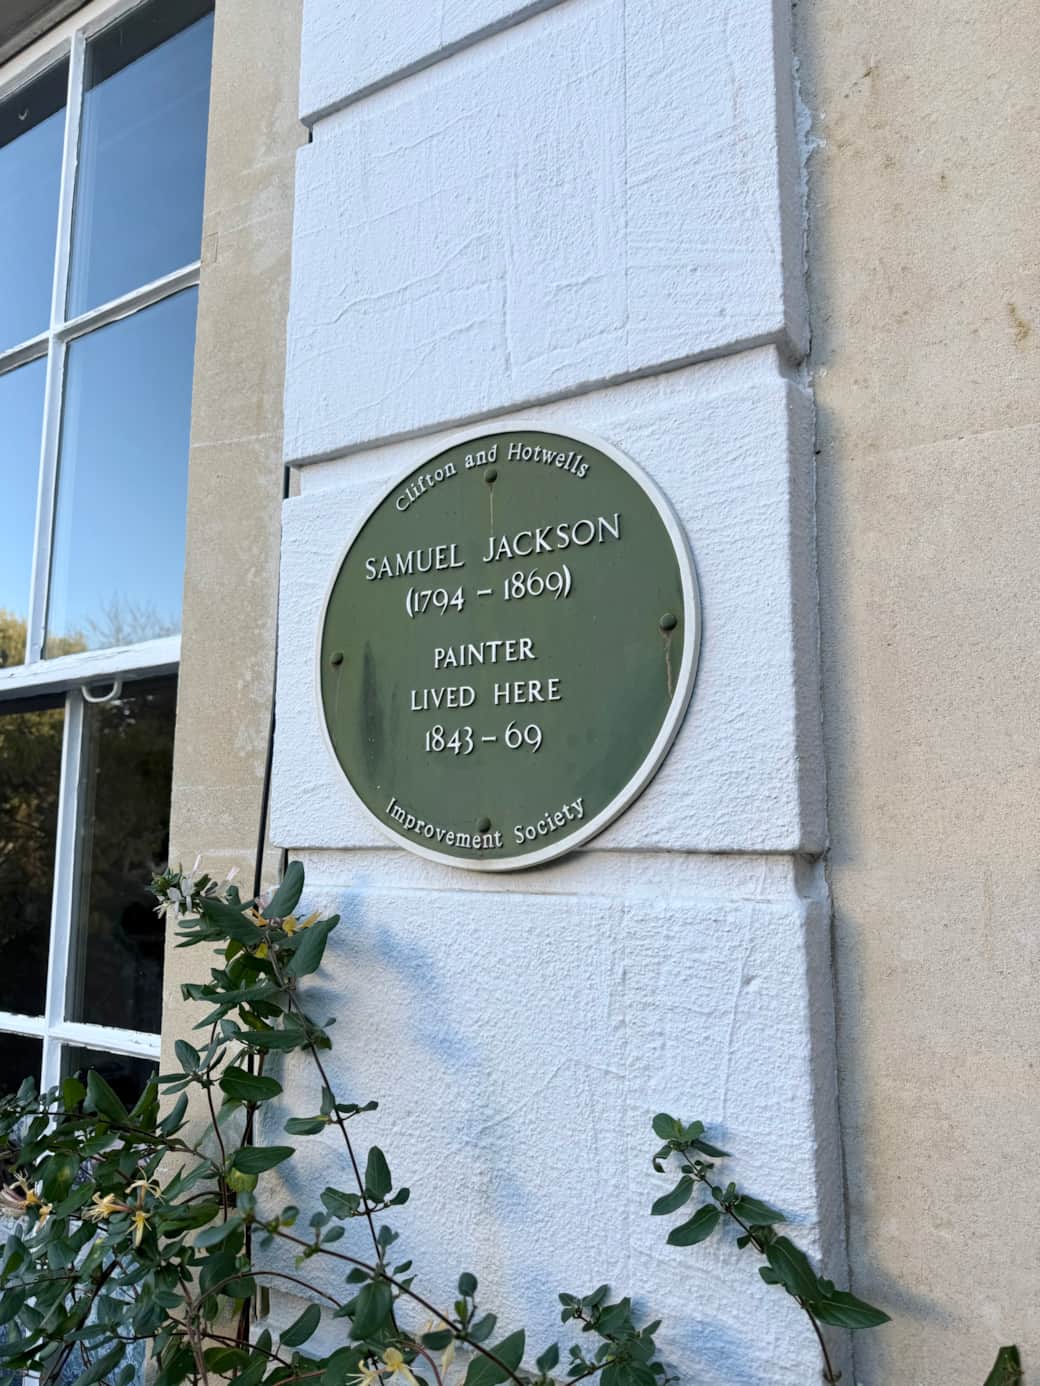 Clifton and Hotwells
SAMUEL JACKSON
(1794 – 1869)
PAINTER
LIVED HERE
1843 – 69
Improvement Society